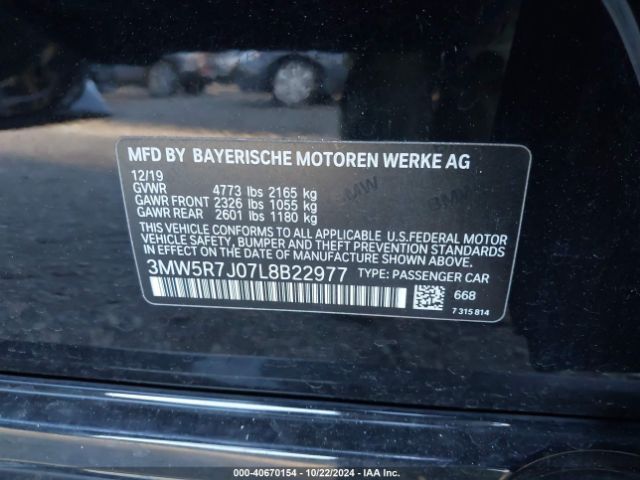 MFD BY BAYERISCHE MOTOREN WERKE AG
12/19
GVWR 4773 lbs 2165 kg
GAWR FRONT 2326 lbs 1055 kg
GAWR REAR 2601 lbs 1180 kg
THIS VEHICLE CONFORMS TO ALL APPLICABLE U.S.FEDERAL MOTOR
VEHICLE SAFETY, BUMPER AND THEFT PREVENTION STANDARDS
IN EFFECT ON THE DATE OF MANUFACTURE SHOWN ABOVE.
3MW5R7J07L8B22977 TYPE: PASSENGER CAR
668
7 315 814
000-40670154 | 10/22/2024 | IAA Inc.